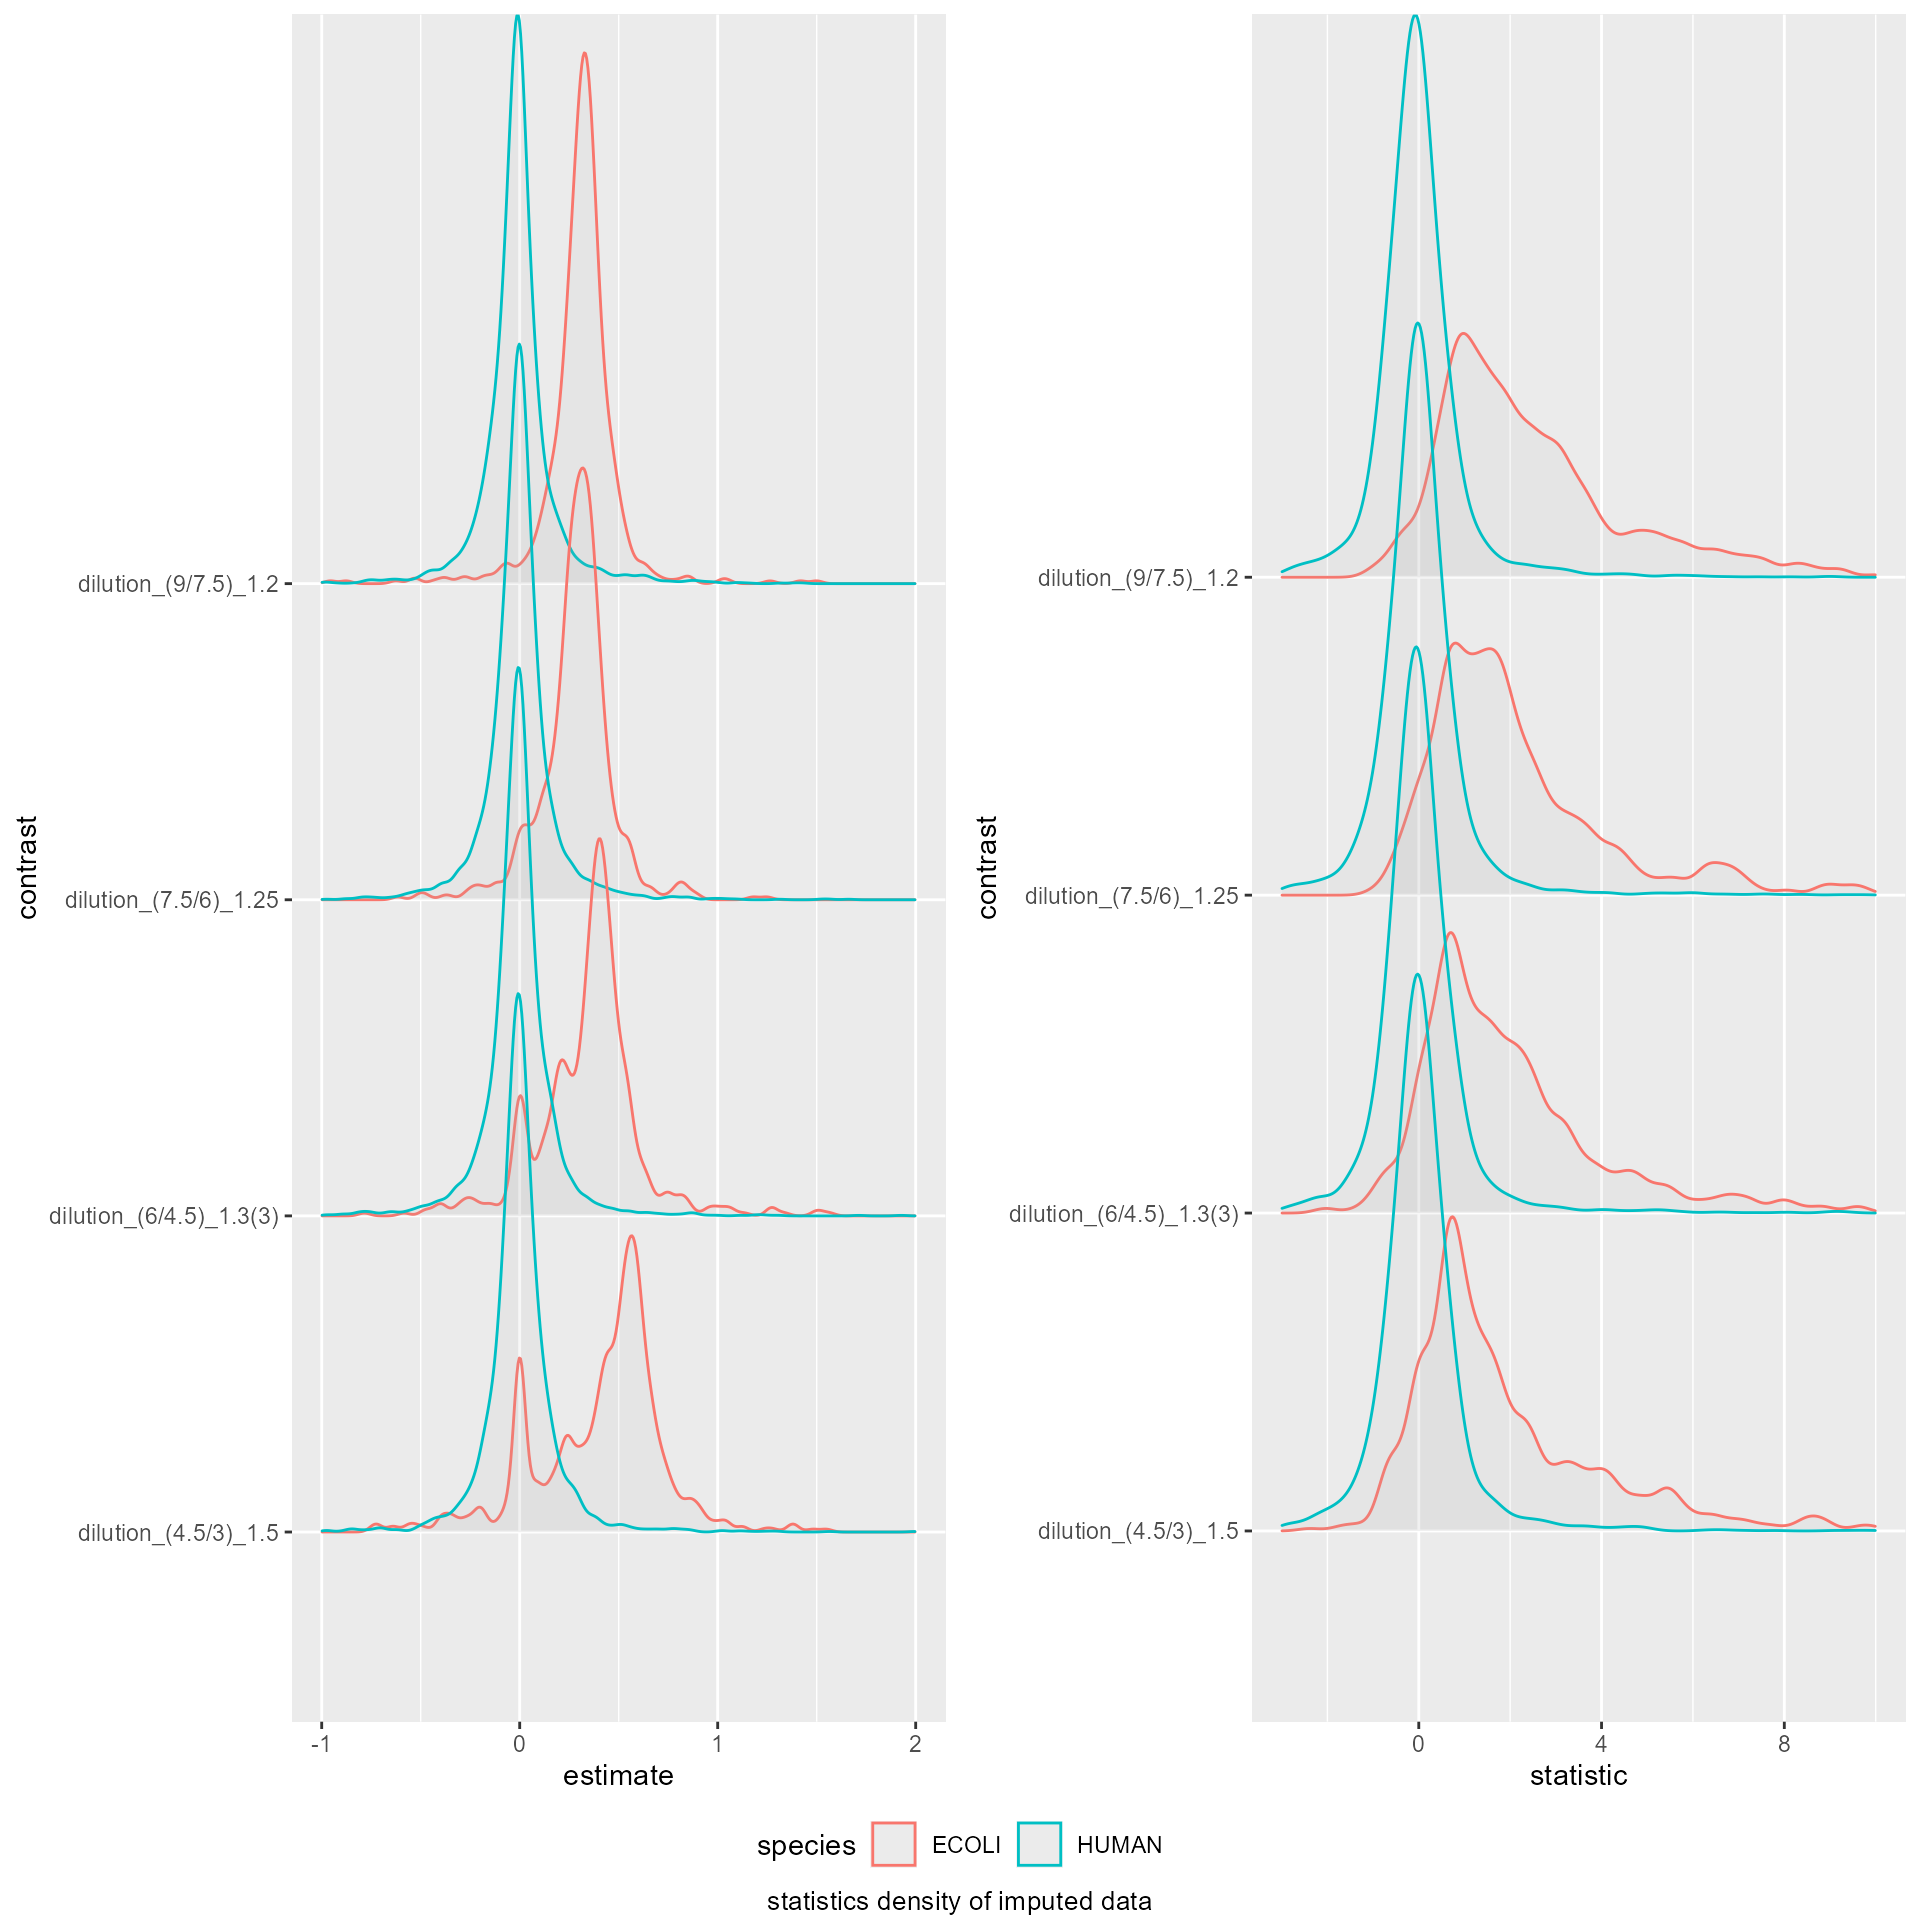 contrast
dilution_(9/7.5)_1.2
dilution_(7.5/6)_1.25
dilution_(6/4.5)_1.3(3)
dilution_(4.5/3)_1.5
-1 0 1 2
estimate
contrast
dilution_(9/7.5)_1.2
dilution_(7.5/6)_1.25
dilution_(6/4.5)_1.3(3)
dilution_(4.5/3)_1.5
0 4 8
statistic
species ECOLI HUMAN
statistics density of imputed data